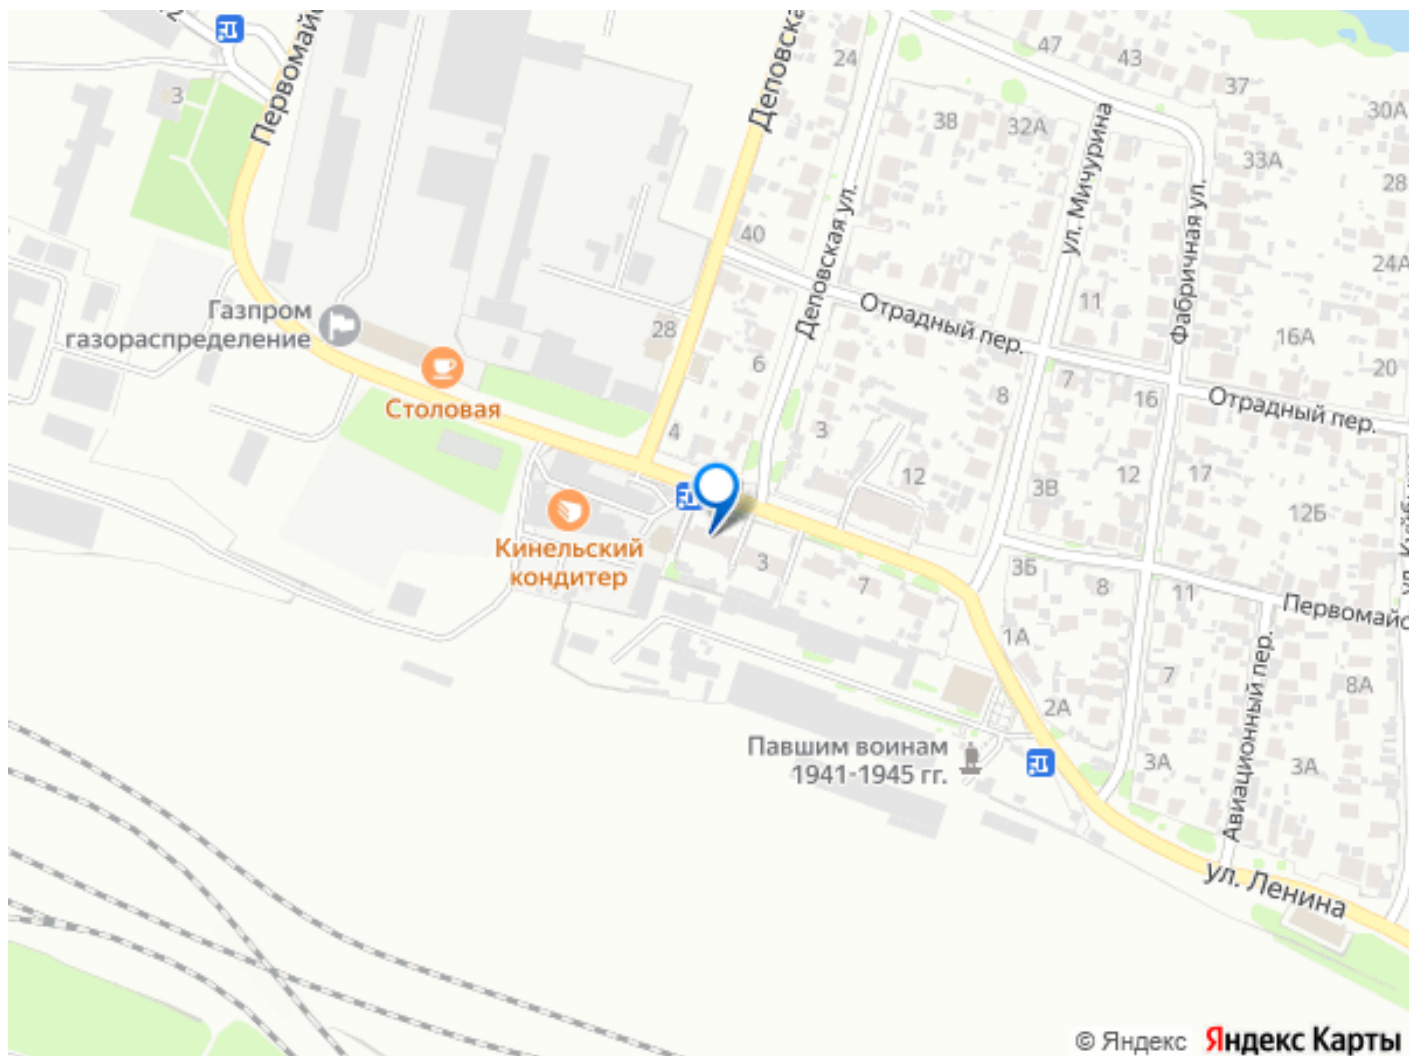 Первомайс
Деповска
24
47
43
37
30А
3
3В
32А
33А
28
ул. Мичурина
Фабричная ул.
Деповская ул.
40
24А
Газпром
газораспределение
28
Отрадный пер.
11
16А
6
20
Столовая
8
7
16
Отрадный пер.
4
3
12
3В
12
17
12Б
Кинельский
кондитер
3
7
3Б
8
11
Первомайс
1А
Авиационный пер.
7
8А
2А
Павшим воинам
1941-1945 гг.
3А
3А
ул. Ленина
© Яндекс Яндекс Карты